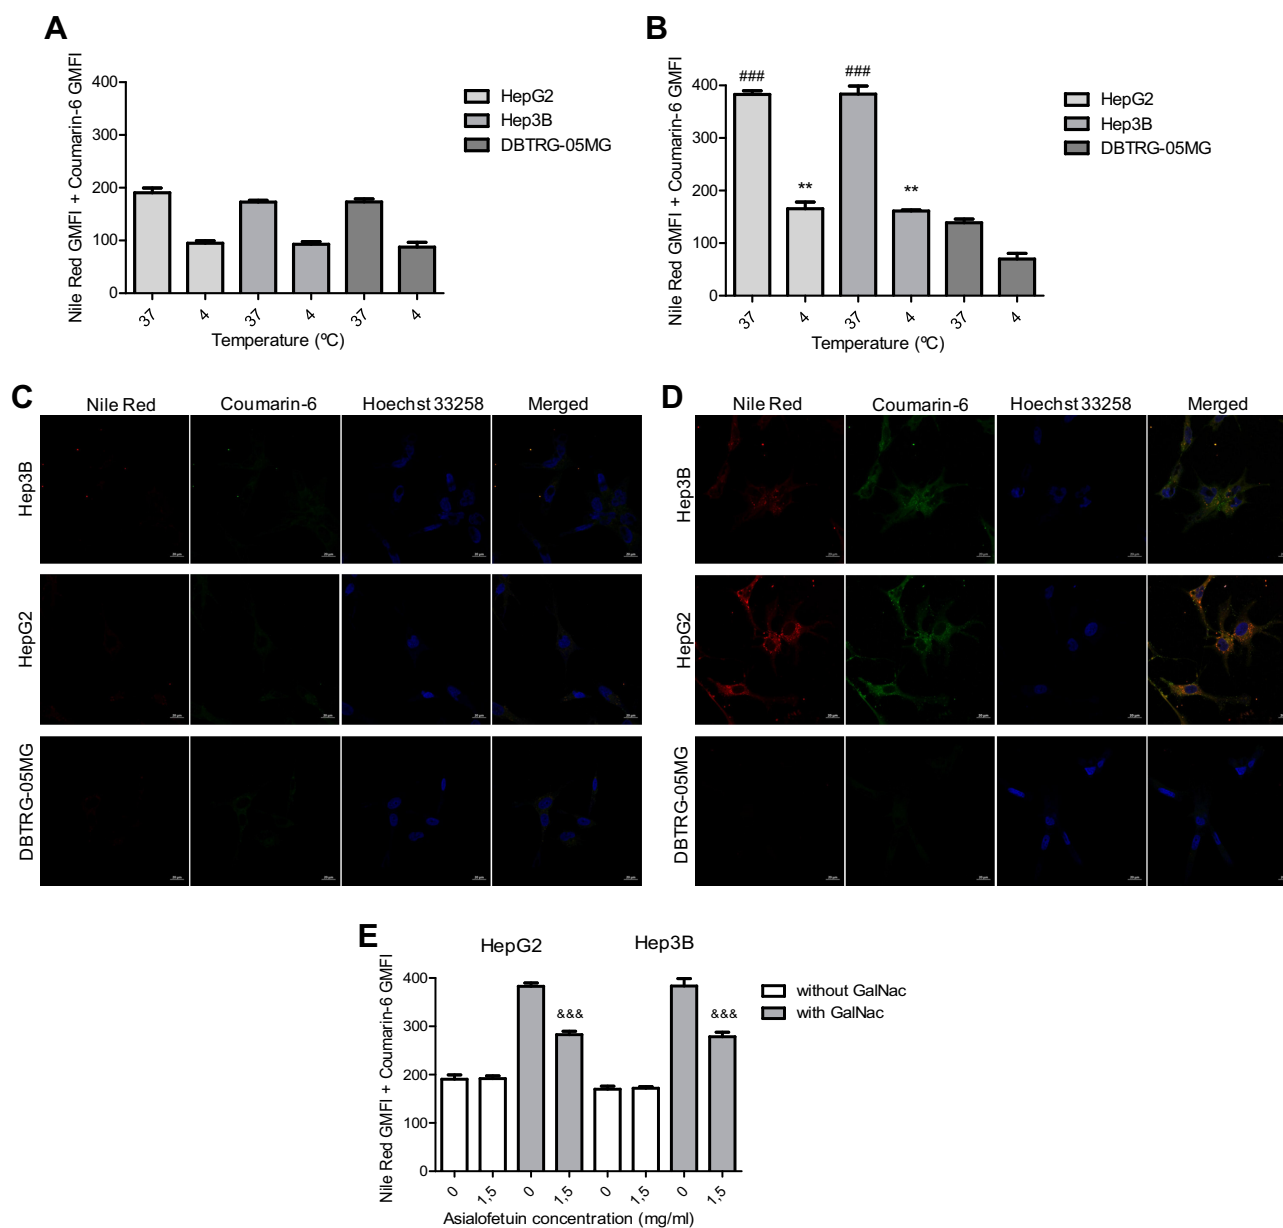 A
B
Nile Red GMFI + Coumarin-6 GMFI
400
300
200
100
0
37
4
37
4
37
4
Temperature (ºC)
HepG2
Hep3B
DBTRG-05MG
Nile Red GMFI + Coumarin-6 GMFI
400
300
200
100
0
###
**
###
**
37
4
37
4
37
4
Temperature (ºC)
HepG2
Hep3B
DBTRG-05MG
C
Nile Red
Coumarin-6
Hoechst 33258
Merged
Hep3B
HepG2
DBTRG-05MG
D
Nile Red
Coumarin-6
Hoechst 33258
Merged
Hep3B
HepG2
DBTRG-05MG
E
HepG2
Hep3B
Nile Red GMFI + Coumarin-6 GMFI
400
300
200
100
0
&&&
&&&
0
1,5
0
1,5
0
1,5
0
1,5
Asialofetuin concentration (mg/ml)
without GalNac
with GalNac